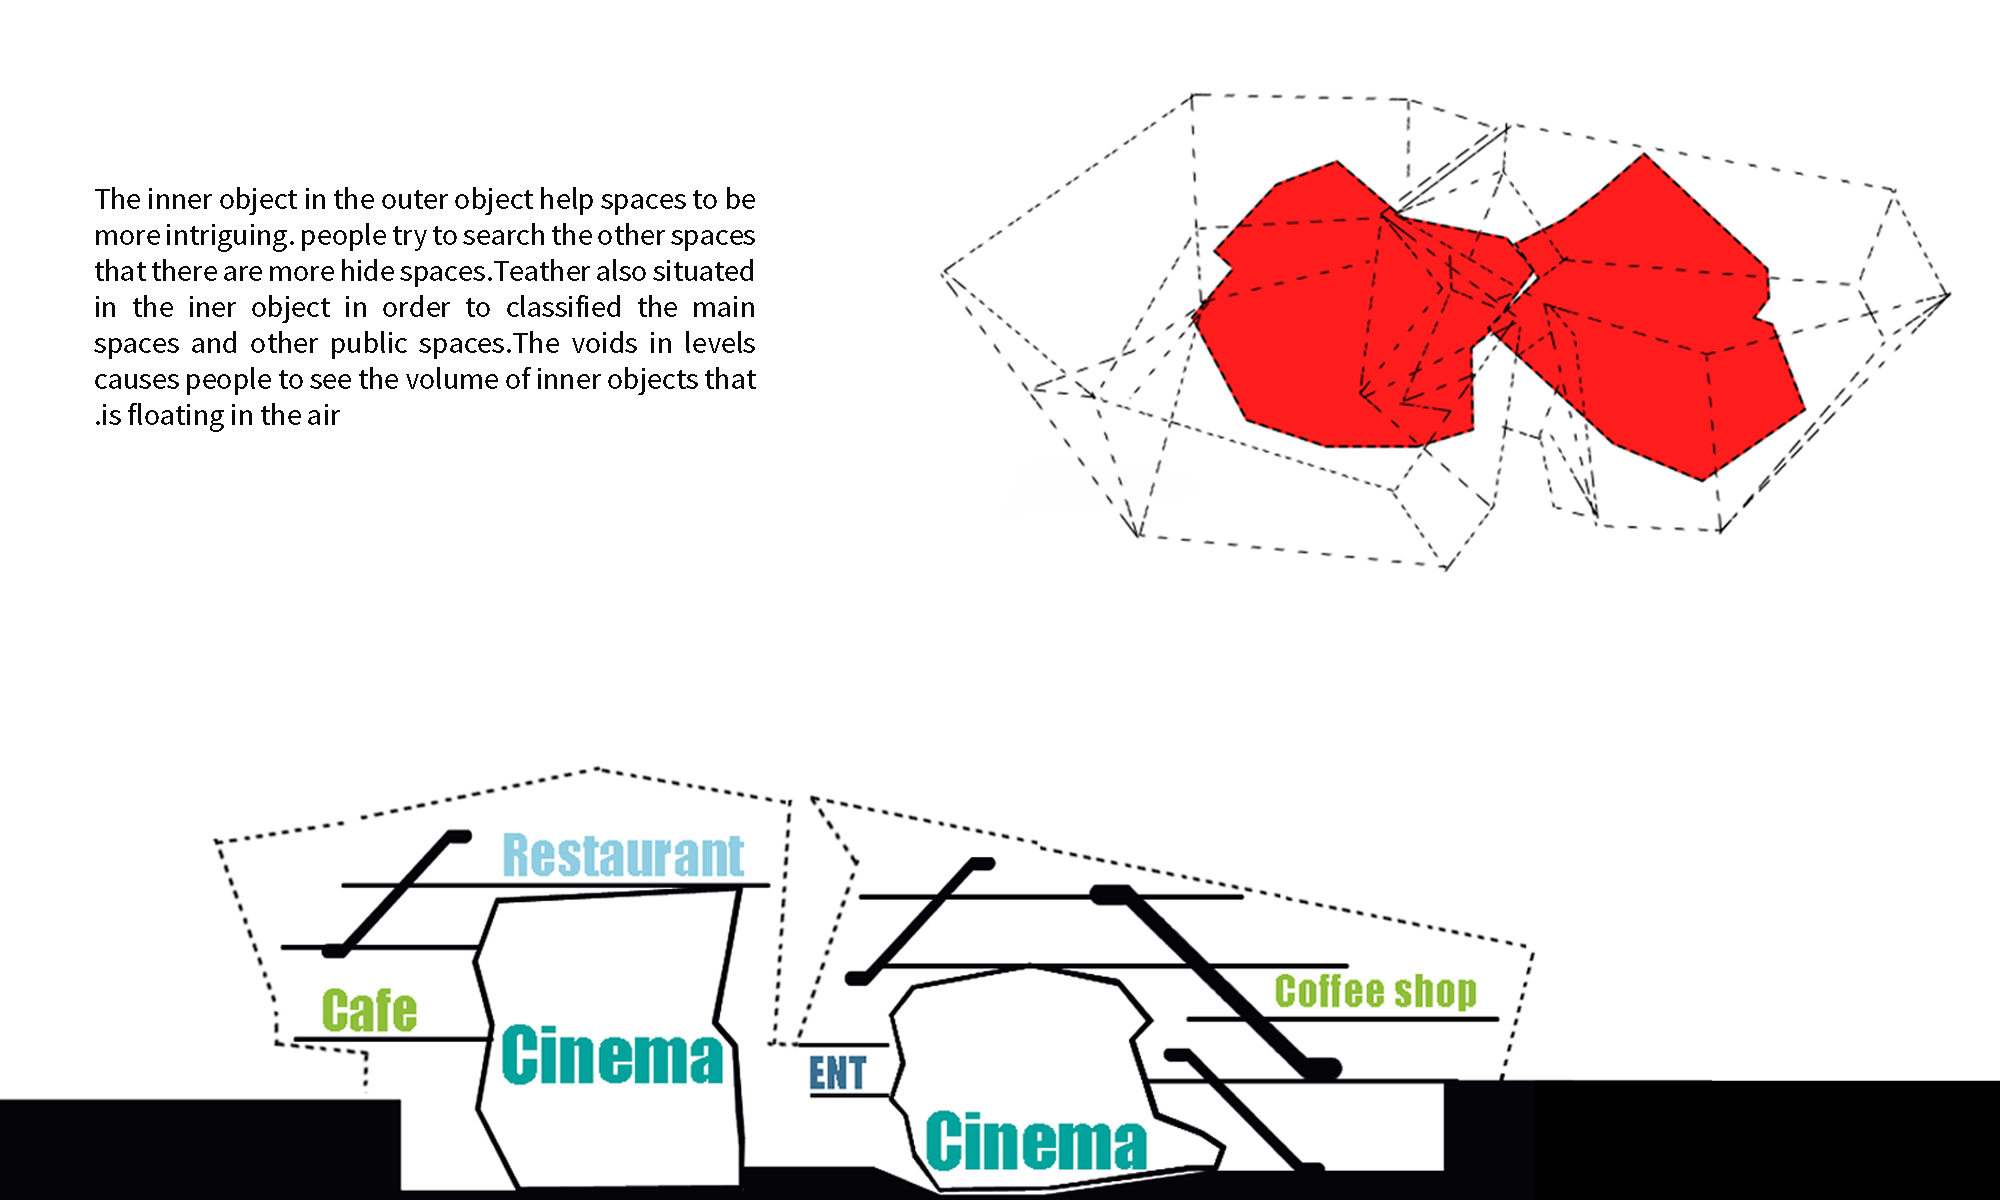 The inner object in the outer object help spaces to be
more intriguing. people try to search the other spaces
that there are more hide spaces.Teather also situated
in the iner object in order to classified the main
spaces and other public spaces.The voids in levels
causes people to see the volume of inner objects that
.is floating in the air
Restaurant
Coffee shop
Cafe
Cinema
ENT
Cinema